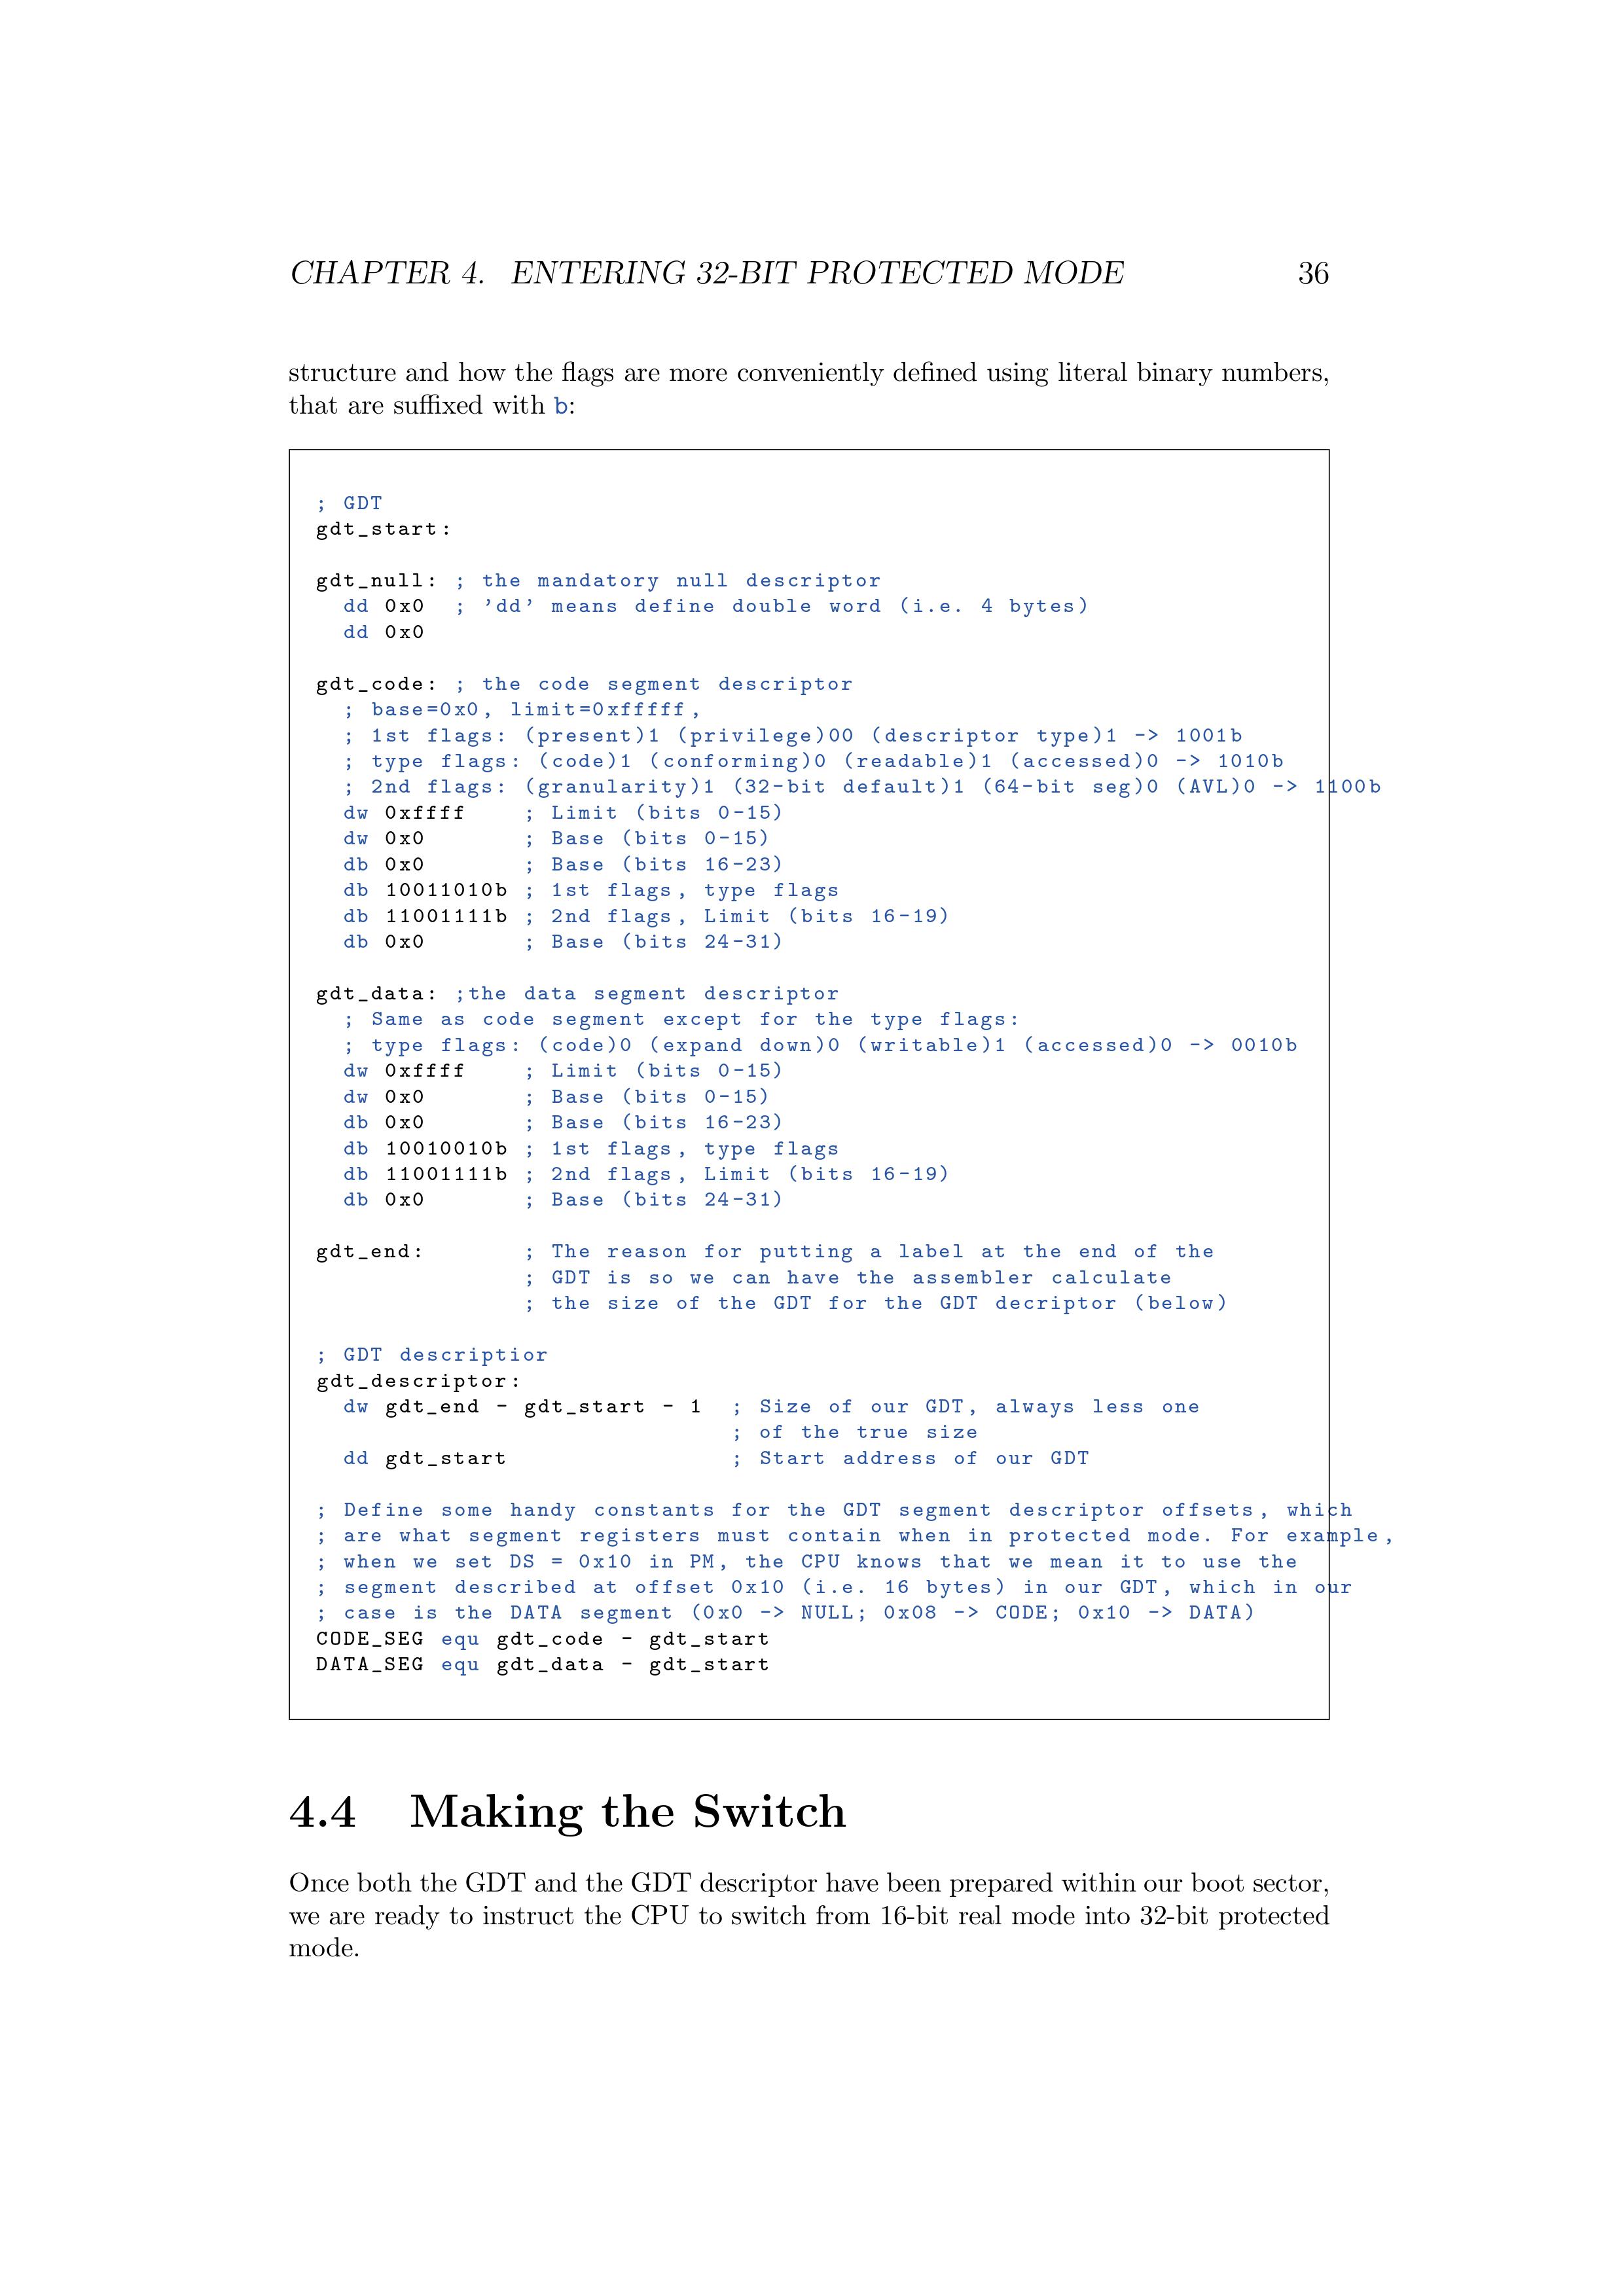 CHAPTER 4. ENTERING 32-BIT PROTECTED MODE 36
structure and how the flags are more conveniently defined using literal binary numbers,
that are suffixed with b:
; GDT
gdt_start:
gdt_null: ; the mandatory null descriptor
  dd 0x0  ; 'dd' means define double word (i.e. 4 bytes)
  dd 0x0
gdt_code: ; the code segment descriptor
  ; base=0x0, limit=0xfffff,
  ; 1st flags: (present)1 (privilege)00 (descriptor type)1 -> 1001b
  ; type flags: (code)1 (conforming)0 (readable)1 (accessed)0 -> 1010b
  ; 2nd flags: (granularity)1 (32-bit default)1 (64-bit seg)0 (AVL)0 -> 1100b
  dw 0xffff    ; Limit (bits 0-15)
  dw 0x0       ; Base (bits 0-15)
  db 0x0       ; Base (bits 16-23)
  db 10011010b ; 1st flags, type flags
  db 11001111b ; 2nd flags, Limit (bits 16-19)
  db 0x0       ; Base (bits 24-31)
gdt_data: ;the data segment descriptor
  ; Same as code segment except for the type flags:
  ; type flags: (code)0 (expand down)0 (writable)1 (accessed)0 -> 0010b
  dw 0xffff    ; Limit (bits 0-15)
  dw 0x0       ; Base (bits 0-15)
  db 0x0       ; Base (bits 16-23)
  db 10010010b ; 1st flags, type flags
  db 11001111b ; 2nd flags, Limit (bits 16-19)
  db 0x0       ; Base (bits 24-31)
gdt_end:       ; The reason for putting a label at the end of the
               ; GDT is so we can have the assembler calculate
               ; the size of the GDT for the GDT decriptor (below)
; GDT descriptior
gdt_descriptor:
  dw gdt_end - gdt_start - 1  ; Size of our GDT, always less one
                              ; of the true size
  dd gdt_start                ; Start address of our GDT
; Define some handy constants for the GDT segment descriptor offsets, which
; are what segment registers must contain when in protected mode. For example,
; when we set DS = 0x10 in PM, the CPU knows that we mean it to use the
; segment described at offset 0x10 (i.e. 16 bytes) in our GDT, which in our
; case is the DATA segment (0x0 -> NULL; 0x08 -> CODE; 0x10 -> DATA)
CODE_SEG equ gdt_code - gdt_start
DATA_SEG equ gdt_data - gdt_start
4.4 Making the Switch
Once both the GDT and the GDT descriptor have been prepared within our boot sector,
we are ready to instruct the CPU to switch from 16-bit real mode into 32-bit protected
mode.